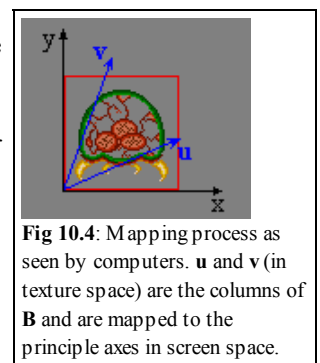 y
v
u
x
Fig 10.4: Mapping process as
seen by computers. u and v (in
texture space) are the columns of
B and are mapped to the
principle axes in screen space.